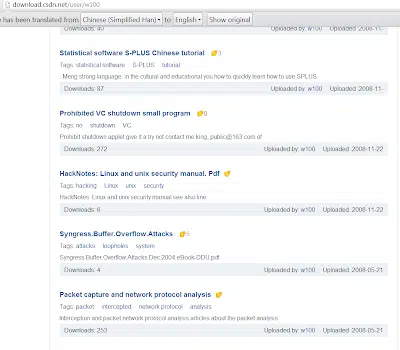 download.csdn.net/user/w100
has been translated from Chinese (Simplified Han) to English Show original
Downloads: 40 Uploaded by: w100 Uploaded: 2008-11-
Statistical software S-PLUS Chinese tutorial
Tags: statistical software S-PLUS tutorial
: Meng strong language: in the cultural and educational you how to quickly learn how to use SPLUS.
Downloads: 87 Uploaded by: w100 Uploaded: 2008-11-
Prohibited VC shutdown small program 0
Tags: no shutdown VC
Prohibit shutdown applet give it a try not contact me king_public@163.com of
Downloads: 272 Uploaded by: w100 Uploaded: 2008-11-22
HackNotes: Linux and unix security manual. Pdf
Tags: hacking Linux unix security
HackNotes: Linux and unix security manual see also line
Downloads: 6 Uploaded by: w100 Uploaded: 2008-11-22
Syngress.Buffer.Overflow.Attacks
Tags: attacks loopholes system
Syngress Buffer Overflow Attacks Dec 2004 eBook-DDU.pdf
Downloads: 4 Uploaded by: w100 Uploaded: 2008-05-21
Packet capture and network protocol analysis
Tags: packet intercepted network protocol analysis
Interception and packet network protocol analysis articles about the packet analysis
Downloads: 253 Uploaded by: w100 Uploaded: 2008-05-21